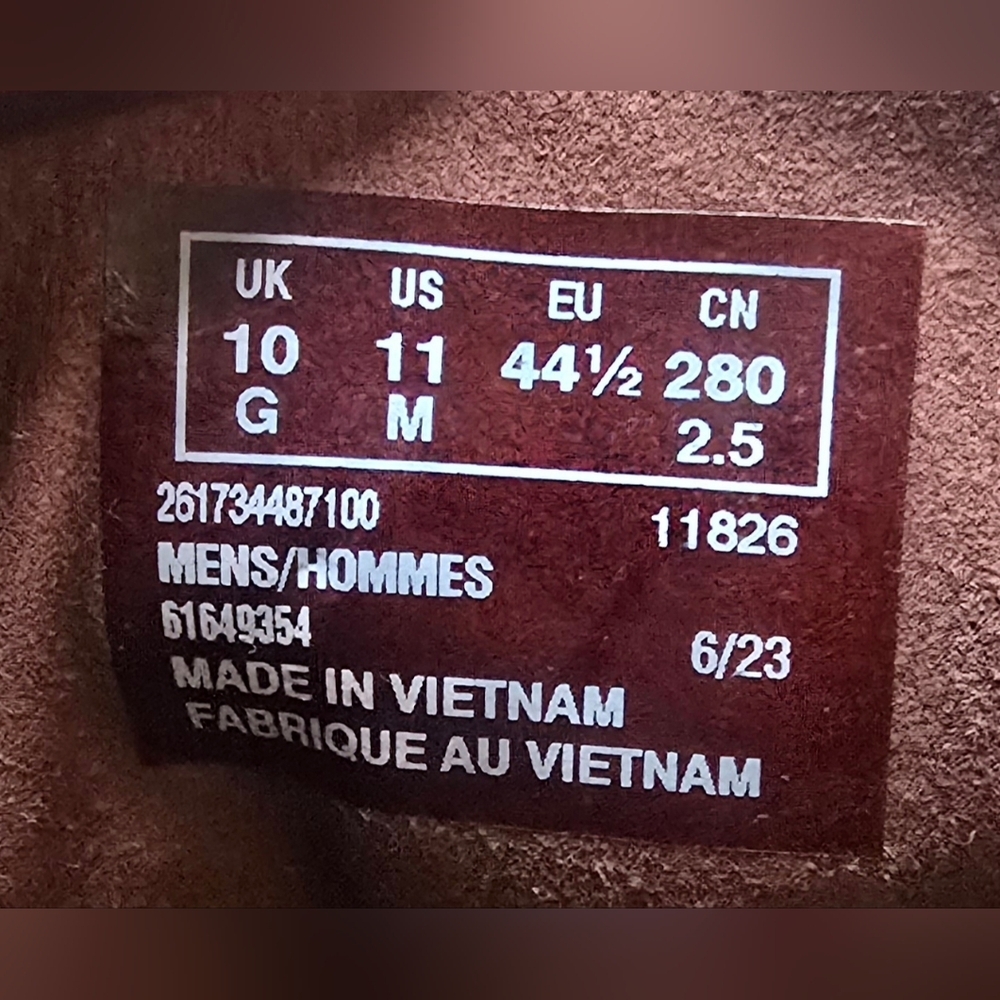 UK US EU CN
10 11 44½ 280
G M 2.5
261734487100 11826
MENS/HOMMES
61649354 6/23
MADE IN VIETNAM
FABRIQUE AU VIETNAM